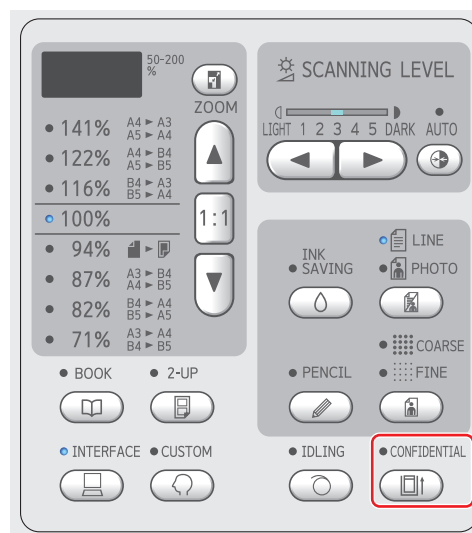 50-200
%
ZOOM
141% A4 ► A3
A5 ► A4
122% A4 ► B4
A5 ► B5
116% B4 ► A3
B5 ► A4
100%
1:1
94%
87% A3 ► B4
A4 ► B5
82% B4 ► A4
B5 ► A5
71% A3 ► A4
B4 ► B5
BOOK
2-UP
INTERFACE
CUSTOM
SCANNING LEVEL
LIGHT 1 2 3 4 5 DARK AUTO
INK
SAVING
LINE
PHOTO
COARSE
PENCIL
FINE
IDLING
CONFIDENTIAL